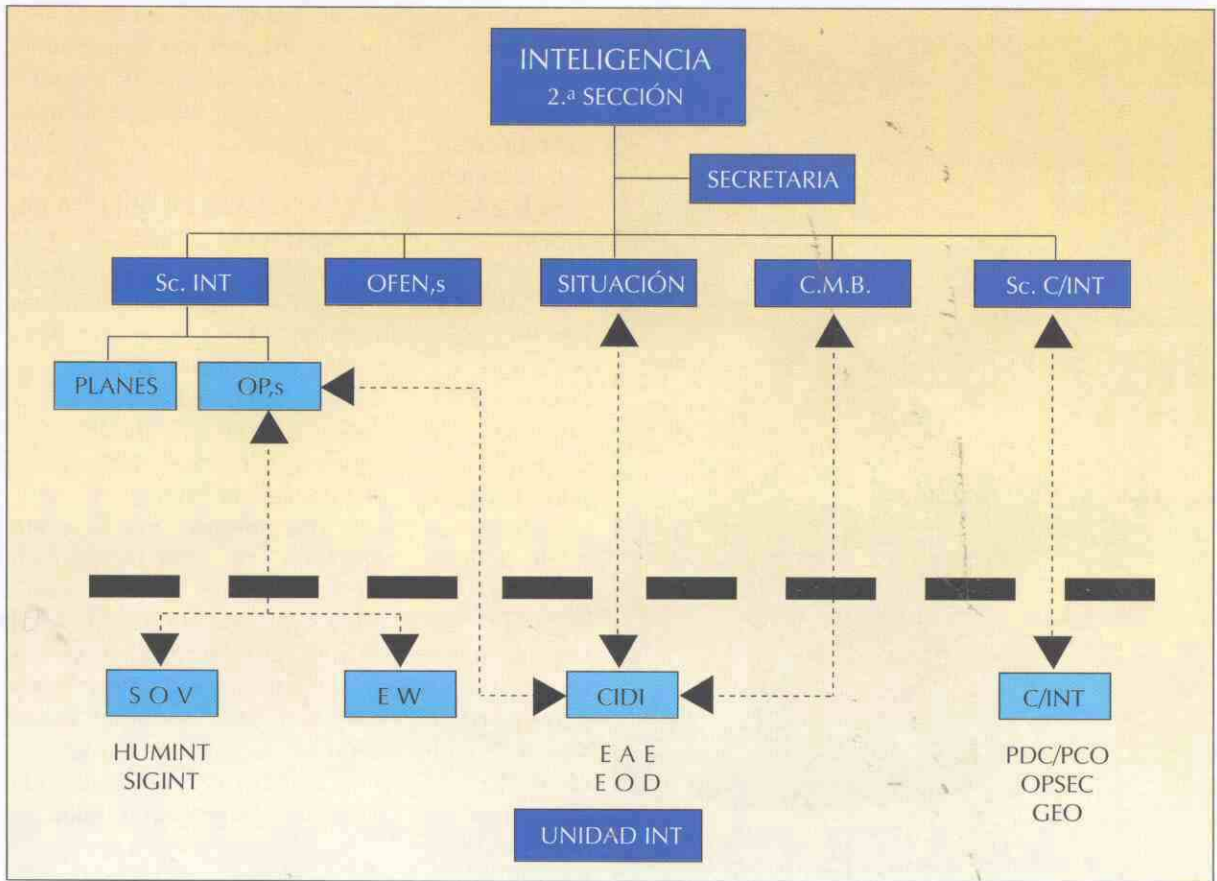 INTELIGENCIA
2.ª SECCIÓN
SECRETARIA
Sc. INT
OFEN,s
SITUACIÓN
C.M.B.
Sc. C/INT
PLANES
OP,s
S O V
E W
CIDI
C/INT
HUMINT
SIGINT
E A E
E O D
PDC/PCO
OPSEC
GEO
UNIDAD INT